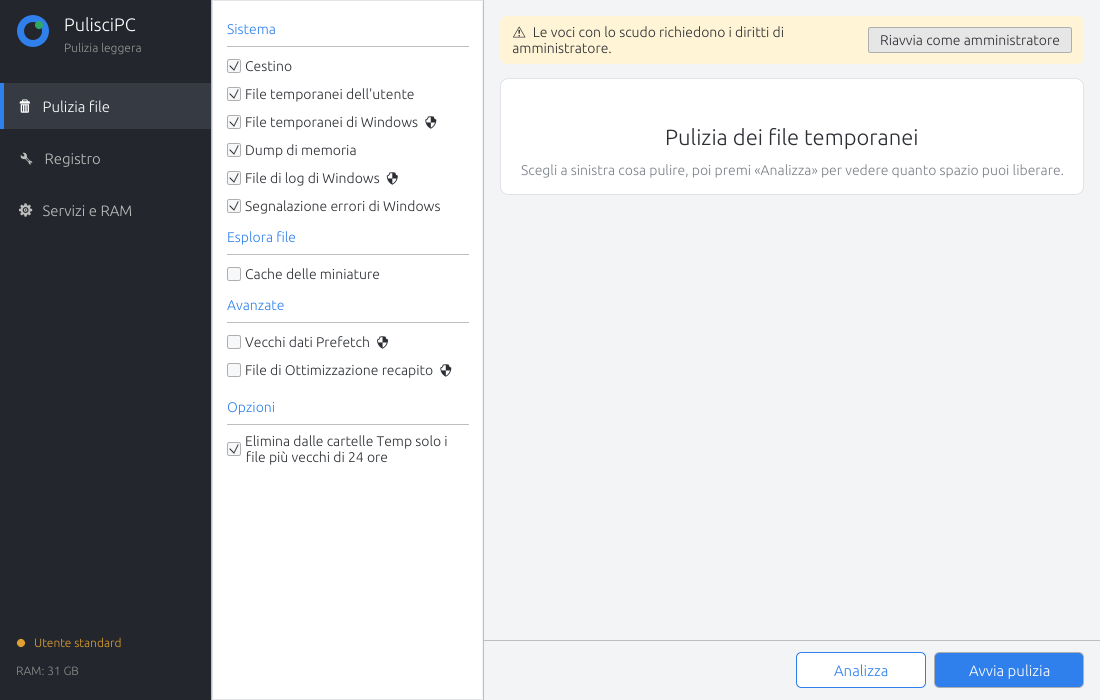 PulisciPC
Pulizia leggera
Pulizia file
Registro
Servizi e RAM
Utente standard
RAM: 31 GB
Sistema
Cestino
File temporanei dell'utente
File temporanei di Windows
Dump di memoria
File di log di Windows
Segnalazione errori di Windows
Esplora file
Cache delle miniature
Avanzate
Vecchi dati Prefetch
File di Ottimizzazione recapito
Opzioni
Elimina dalle cartelle Temp solo i
file più vecchi di 24 ore
⚠ Le voci con lo scudo richiedono i diritti di
amministratore.
Riavvia come amministratore
Pulizia dei file temporanei
Scegli a sinistra cosa pulire, poi premi «Analizza» per vedere quanto spazio puoi liberare.
Analizza
Avvia pulizia